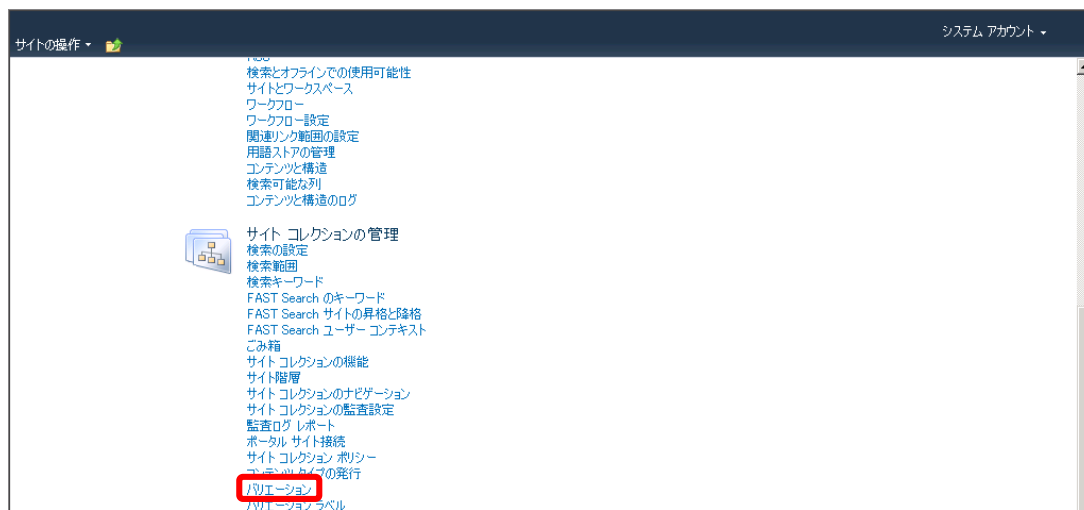 システム アカウント
サイトの操作
検索とオフラインでの使用可能性
サイトとワークスペース
ワークフロー
ワークフロー設定
関連リンク範囲の設定
用語ストアの管理
コンテンツと構造
検索可能な列
コンテンツと構造のログ
サイト コレクションの管理
検索の設定
検索範囲
検索キーワード
FAST Search のキーワード
FAST Search サイトの昇格と降格
FAST Search ユーザー コンテキスト
ごみ箱
サイト コレクションの機能
サイト階層
サイト コレクションのナビゲーション
サイト コレクションの監査設定
監査ログ レポート
ポータル サイト接続
サイト コレクション ポリシー
コンテンツ タイプの発行
バリエーション
バリエーション ラベル